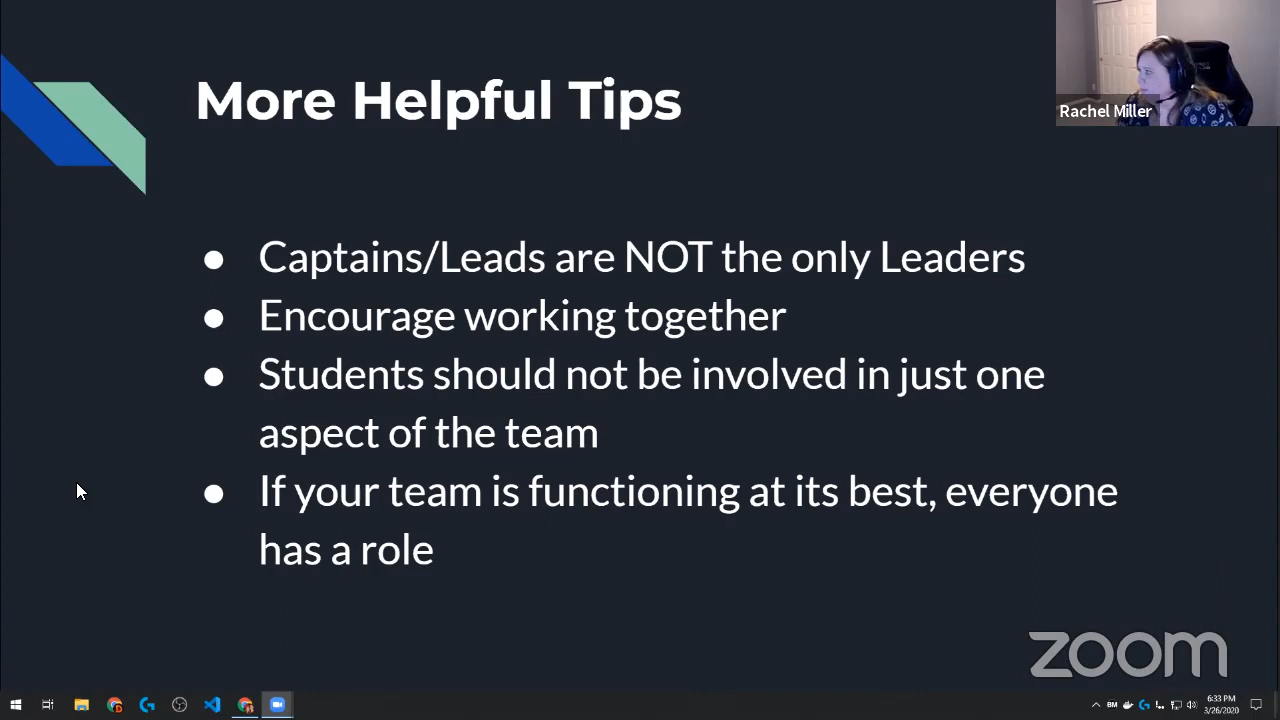 More Helpful Tips
Rachel Miller
● Captains/Leads are NOT the only Leaders
● Encourage working together
● Students should not be involved in just one
aspect of the team
● If your team is functioning at its best, everyone
has a role
zoom
BM
6:33 PM
3/26/2020